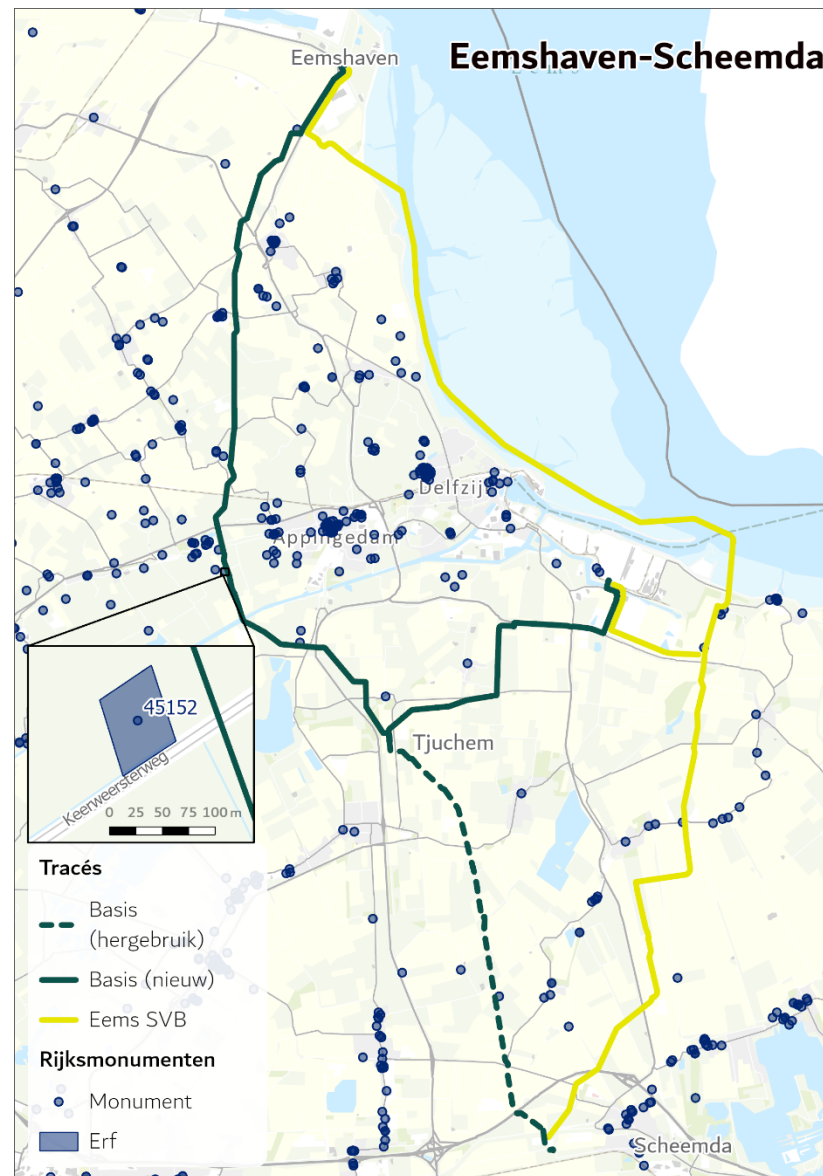 Eemshaven
Eemshaven-Scheemda
Eems
Delfzijl
Appingedam
Tjuchem
45152
Keerweersterweg
0 25 50 75 100 m
Tracés
Basis
(hergebruik)
Basis (nieuw)
Eems SVB
Rijksmonumenten
Monument
Erf
Scheemda